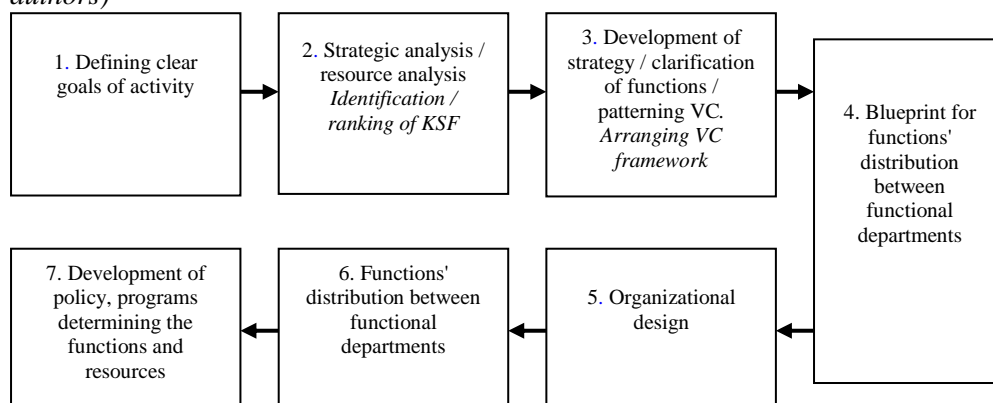 authors)
1. Defining clear
goals of activity
2. Strategic analysis /
resource analysis
Identification /
ranking of KSF
3. Development of
strategy / clarification
of functions /
patterning VC.
Arranging VC
framework
4. Blueprint for
functions'
distribution
between
functional
departments
5. Organizational
design
6. Functions'
distribution between
functional
departments
7. Development of
policy, programs
determining the
functions and
resources